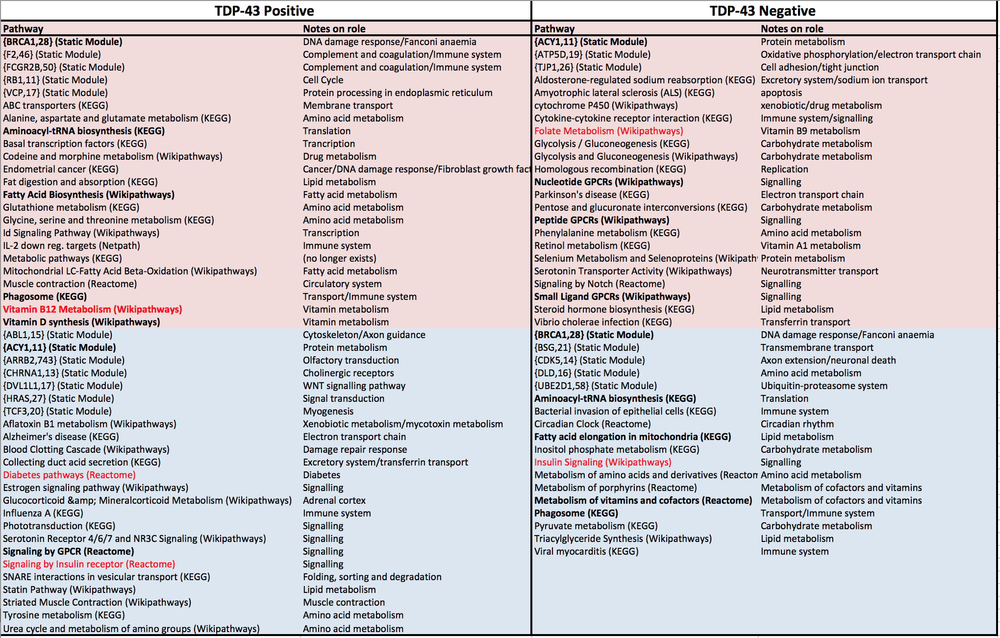 TDP-43 Positive TDP-43 Negative
Pathway Notes on role Pathway Notes on role
{BRCA1,28} (Static Module) DNA damage response/Fanconi anaemia {ACY1,11} (Static Module) Protein metabolism
{F2,46} (Static Module) Complement and coagulation/Immune system {ATP5D,19} (Static Module) Oxidative phosphorylation/electron transport chain
{FCGR2B,50} (Static Module) Complement and coagulation/Immune system {TJP1,26} (Static Module) Cell adhesion/tight junction
{RB1,11} (Static Module) Cell Cycle Aldosterone-regulated sodium reabsorption (KEGG) Excretory system/sodium ion transport
{VCP,17} (Static Module) Protein processing in endoplasmic reticulum Amyotrophic lateral sclerosis (ALS) (KEGG) apoptosis
ABC transporters (KEGG) Membrane transport cytochrome P450 (Wikipathways) xenobiotic/drug metabolism
Alanine, aspartate and glutamate metabolism (KEGG) Amino acid metabolism Cytokine-cytokine receptor interaction (KEGG) Immune system/signalling
Aminoacyl-tRNA biosynthesis (KEGG) Translation Folate Metabolism (Wikipathways) Vitamin B9 metabolism
Basal transcription factors (KEGG) Trancription Glycolysis / Gluconeogenesis (KEGG) Carbohydrate metabolism
Codeine and morphine metabolism (Wikipathways) Drug metabolism Glycolysis and Gluconeogenesis (Wikipathways) Carbohydrate metabolism
Endometrial cancer (KEGG) Cancer/DNA damage response/Fibroblast growth fact Homologous recombination (KEGG) Replication
Fat digestion and absorption (KEGG) Lipid metabolism Nucleotide GPCRs (Wikipathways) Signalling
Fatty Acid Biosynthesis (Wikipathways) Fatty acid metabolism Parkinson's disease (KEGG) Electron transport chain
Glutathione metabolism (KEGG) Amino acid metabolism Pentose and glucuronate interconversions (KEGG) Carbohydrate metabolism
Glycine, serine and threonine metabolism (KEGG) Amino acid metabolism Peptide GPCRs (Wikipathways) Signalling
Id Signaling Pathway (Wikipathways) Transcription Phenylalanine metabolism (KEGG) Amino acid metabolism
IL-2 down reg. targets (Netpath) Immune system Retinol metabolism (KEGG) Vitamin A1 metabolism
Metabolic pathways (KEGG) (no longer exists) Selenium Metabolism and Selenoproteins (Wikipath Protein metabolism
Mitochondrial LC-Fatty Acid Beta-Oxidation (Wikipathways) Fatty acid metabolism Serotonin Transporter Activity (Wikipathways) Neurotransmitter transport
Muscle contraction (Reactome) Circulatory system Signaling by Notch (Reactome) Signalling
Phagosome (KEGG) Transport/Immune system Small Ligand GPCRs (Wikipathways) Signalling
Vitamin B12 Metabolism (Wikipathways) Vitamin metabolism Steroid hormone biosynthesis (KEGG) Lipid metabolism
Vitamin D synthesis (Wikipathways) Vitamin metabolism Vibrio cholerae infection (KEGG) Transferrin transport
{ABL1,15} (Static Module) Cytoskeleton/Axon guidance {BRCA1,28} (Static Module) DNA damage response/Fanconi anaemia
{ACY1,11} (Static Module) Protein metabolism {BSG,21} (Static Module) Transmembrane transport
{ARRB2,743} (Static Module) Olfactory transduction {CDK5,14} (Static Module) Axon extension/neuronal death
{CHRNA1,13} (Static Module) Cholinergic receptors {DLD,16} (Static Module) Amino acid metabolism
{DVL1L1,17} (Static Module) WNT signalling pathway {UBE2D1,58} (Static Module) Ubiquitin-proteasome system
{HRAS,27} (Static Module) Signal transduction Aminoacyl-tRNA biosynthesis (KEGG) Translation
{TCF3,20} (Static Module) Myogenesis Bacterial invasion of epithelial cells (KEGG) Immune system
Aflatoxin B1 metabolism (Wikipathways) Xenobiotic metabolism/mycotoxin metabolism Circadian Clock (Reactome) Circadian rhythm
Alzheimer's disease (KEGG) Electron transport chain Fatty acid elongation in mitochondria (KEGG) Lipid metabolism
Blood Clotting Cascade (Wikipathways) Damage repair response Inositol phosphate metabolism (KEGG) Carbohydrate metabolism
Collecting duct acid secretion (KEGG) Excretory system/transferrin transport Insulin Signaling (Wikipathways) Signalling
Diabetes pathways (Reactome) Diabetes Metabolism of amino acids and derivatives (Reactom Amino acid metabolism
Estrogen signaling pathway (Wikipathways) Signalling Metabolism of porphyrins (Reactome) Metabolism of cofactors and vitamins
Glucocorticoid &amp; Mineralcorticoid Metabolism (Wikipathways) Adrenal cortex Metabolism of vitamins and cofactors (Reactome) Metabolism of cofactors and vitamins
Influenza A (KEGG) Immune system Phagosome (KEGG) Transport/Immune system
Phototransduction (KEGG) Signalling Pyruvate metabolism (KEGG) Carbohydrate metabolism
Serotonin Receptor 4/6/7 and NR3C Signaling (Wikipathways) Signalling Triacylglyceride Synthesis (Wikipathways) Lipid metabolism
Signaling by GPCR (Reactome) Signalling Viral myocarditis (KEGG) Immune system
Signaling by Insulin receptor (Reactome) Signalling
SNARE interactions in vesicular transport (KEGG) Folding, sorting and degradation
Statin Pathway (Wikipathways) Lipid metabolism
Striated Muscle Contraction (Wikipathways) Muscle contraction
Tyrosine metabolism (KEGG) Amino acid metabolism
Urea cycle and metabolism of amino groups (Wikipathways) Amino acid metabolism